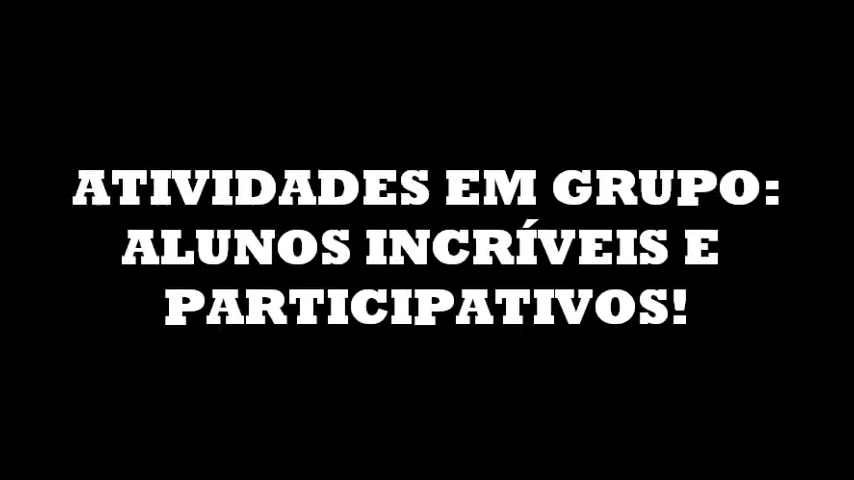 ATIVIDADES EM GRUPO:
ALUNOS INCRÍVEIS E
PARTICIPATIVOS!